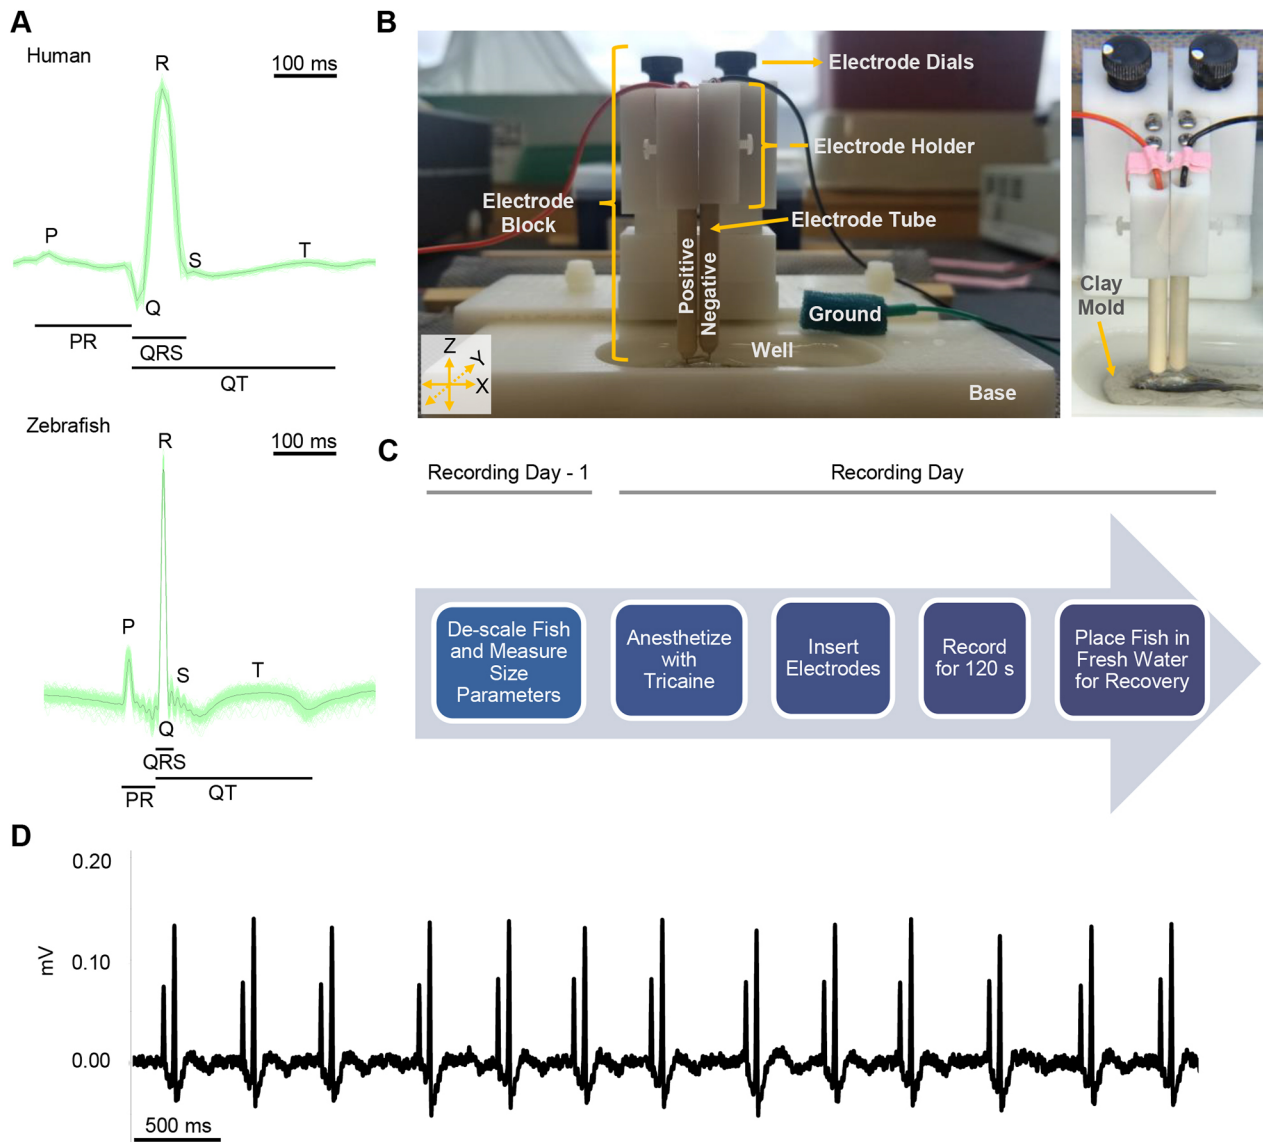 A
Human
R
100 ms
P
S
T
Q
PR
QRS
QT
Zebrafish
R
100 ms
P
S
T
Q
QRS
PR
QT
B
Electrode Dials
Electrode Holder
Electrode
Block
Electrode Tube
Positive
Negative
Ground
Well
Base
Z
Y
X
Clay
Mold
C
Recording Day - 1
Recording Day
De-scale Fish
and Measure
Size
Parameters
Anesthetize
with
Tricaine
Insert
Electrodes
Record
for 120 s
Place Fish in
Fresh Water
for Recovery
D
mV
0.20
0.10
0.00
500 ms